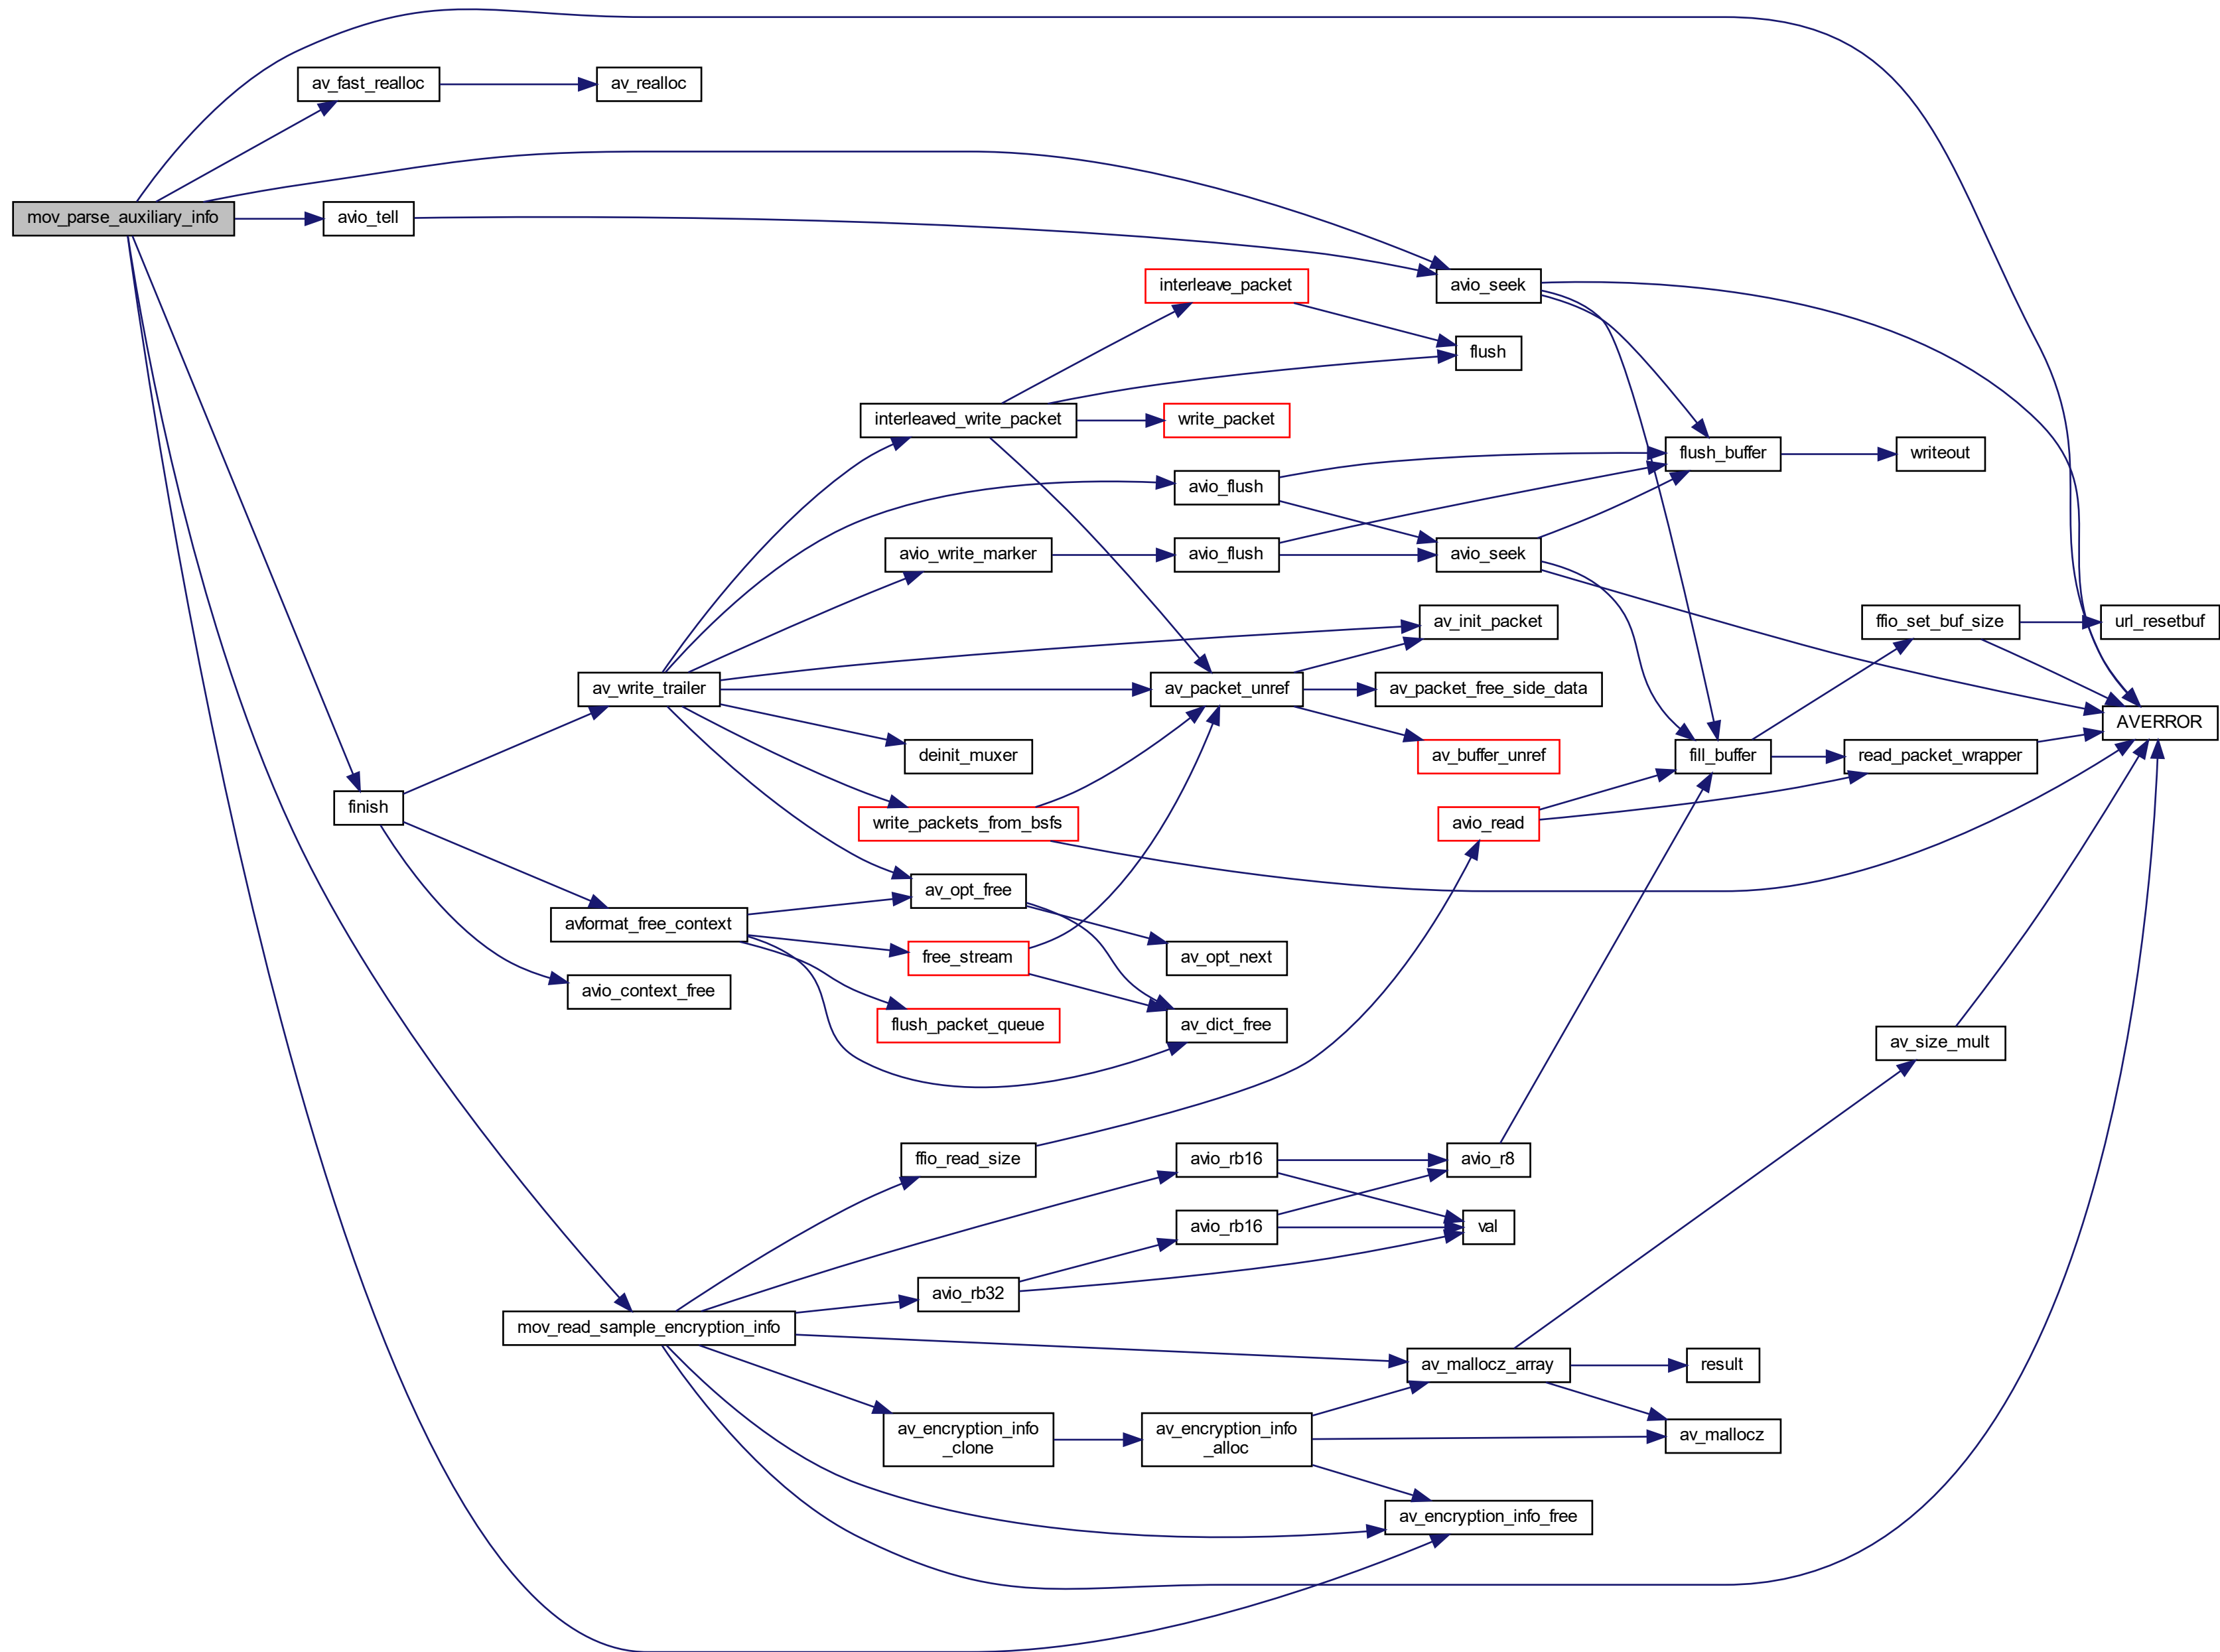 av_fast_realloc
av_realloc
mov_parse_auxiliary_info
avio_tell
interleave_packet
avio_seek
flush
interleaved_write_packet
write_packet
flush_buffer
writeout
avio_flush
avio_write_marker
avio_flush
avio_seek
av_init_packet
ffio_set_buf_size
url_resetbuf
av_write_trailer
av_packet_unref
av_packet_free_side_data
AVERROR
deinit_muxer
av_buffer_unref
fill_buffer
read_packet_wrapper
finish
write_packets_from_bsfs
avio_read
av_opt_free
avformat_free_context
free_stream
av_opt_next
avio_context_free
flush_packet_queue
av_dict_free
av_size_mult
ffio_read_size
avio_rb16
avio_r8
avio_rb16
val
avio_rb32
mov_read_sample_encryption_info
av_mallocz_array
result
av_encryption_info
_clone
av_encryption_info
_alloc
av_mallocz
av_encryption_info_free